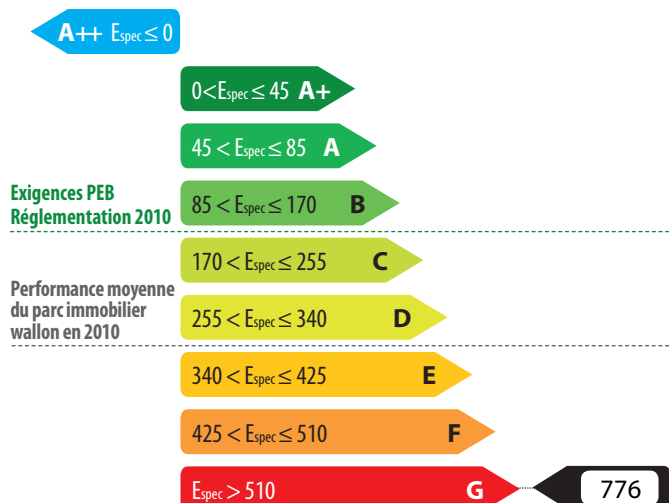 A++ Espec ≤ 0
0<Espec ≤ 45 A+
45 < Espec ≤ 85 A
Exigences PEB
Réglementation 2010
85 < Espec ≤ 170 B
170 < Espec ≤ 255 C
Performance moyenne
du parc immobilier
wallon en 2010
255 < Espec ≤ 340 D
340 < Espec ≤ 425 E
425 < Espec ≤ 510 F
Espec > 510 G 776